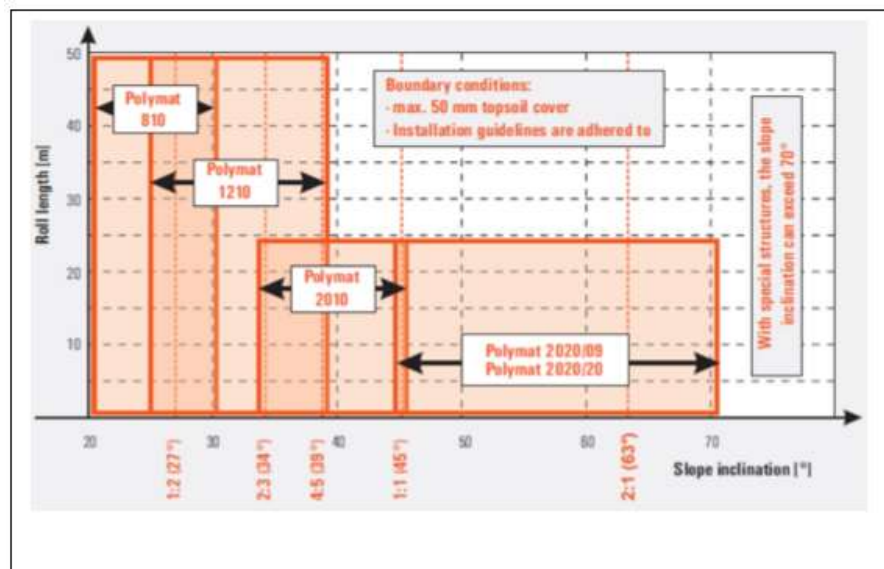 50
40
30
20
10
Roll length [m]
Polymat
810
Polymat
1210
Polymat
2010
Polymat 2020/09
Polymat 2020/20
Boundary conditions:
- max. 50 mm topsoil cover
- Installation guidelines are adhered to
With special structures, the slope
inclination can exceed 70°
20 30 40 50 60 70
1:2 (27°)
2:3 (34°)
4:5 (39°)
1:1 (45°)
2:1 (63°)
Slope inclination [°]